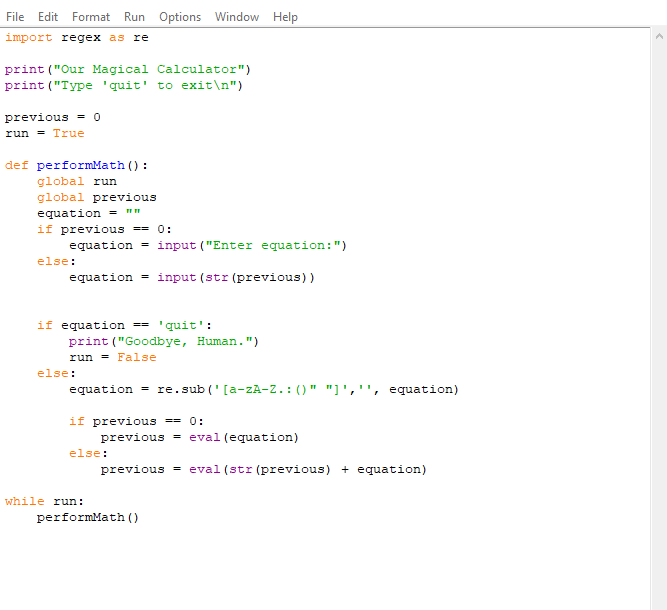 File Edit Format Run Options Window Help
import regex as re
print("Our Magical Calculator")
print("Type 'quit' to exit\n")
previous = 0
run = True
def performMath():
    global run
    global previous
    equation = ""
    if previous == 0:
        equation = input("Enter equation:")
    else:
        equation = input(str(previous))
    if equation == 'quit':
        print("Goodbye, Human.")
        run = False
    else:
        equation = re.sub('[a-zA-Z.:()" "]','', equation)
        if previous == 0:
            previous = eval(equation)
        else:
            previous = eval(str(previous) + equation)
while run:
    performMath()